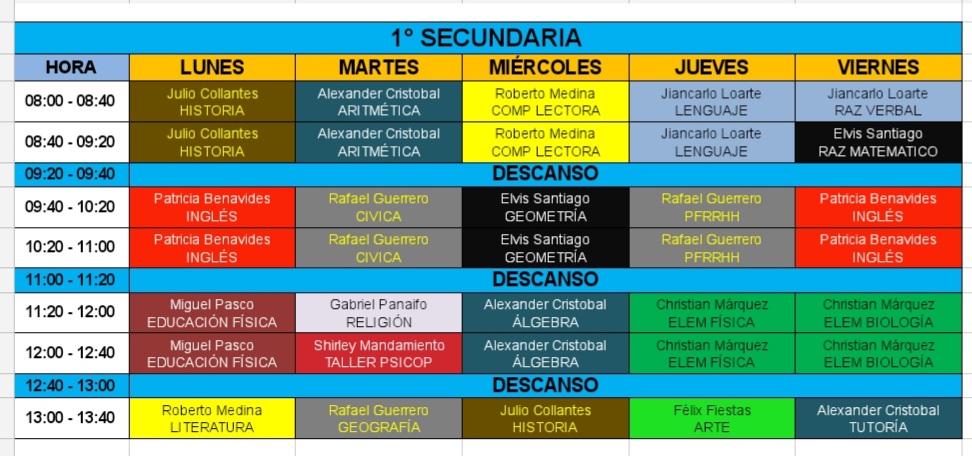 1° SECUNDARIA
HORA LUNES MARTES MIÉRCOLES JUEVES VIERNES
08:00 - 08:40 Julio Collantes Alexander Cristobal Roberto Medina Jiancarlo Loarte Jiancarlo Loarte
HISTORIA ARITMÉTICA COMP LECTORA LENGUAJE RAZ VERBAL
08:40 - 09:20 Julio Collantes Alexander Cristobal Roberto Medina Jiancarlo Loarte Elvis Santiago
HISTORIA ARITMÉTICA COMP LECTORA LENGUAJE RAZ MATEMATICO
09:20 - 09:40 DESCANSO
09:40 - 10:20 Patricia Benavides Rafael Guerrero Elvis Santiago Rafael Guerrero Patricia Benavides
INGLÉS CIVICA GEOMETRÍA PFRRHH INGLÉS
10:20 - 11:00 Patricia Benavides Rafael Guerrero Elvis Santiago Rafael Guerrero Patricia Benavides
INGLÉS CIVICA GEOMETRÍA PFRRHH INGLÉS
11:00 - 11:20 DESCANSO
11:20 - 12:00 Miguel Pasco Gabriel Panaifo Alexander Cristobal Christian Márquez Christian Márquez
EDUCACIÓN FÍSICA RELIGIÓN ÁLGEBRA ELEM FÍSICA ELEM BIOLOGÍA
12:00 - 12:40 Miguel Pasco Shirley Mandamiento Alexander Cristobal Christian Márquez Christian Márquez
EDUCACIÓN FÍSICA TALLER PSICOP ÁLGEBRA ELEM FÍSICA ELEM BIOLOGÍA
12:40 - 13:00 DESCANSO
13:00 - 13:40 Roberto Medina Rafael Guerrero Julio Collantes Félix Fiestas Alexander Cristobal
LITERATURA GEOGRAFÍA HISTORIA ARTE TUTORÍA